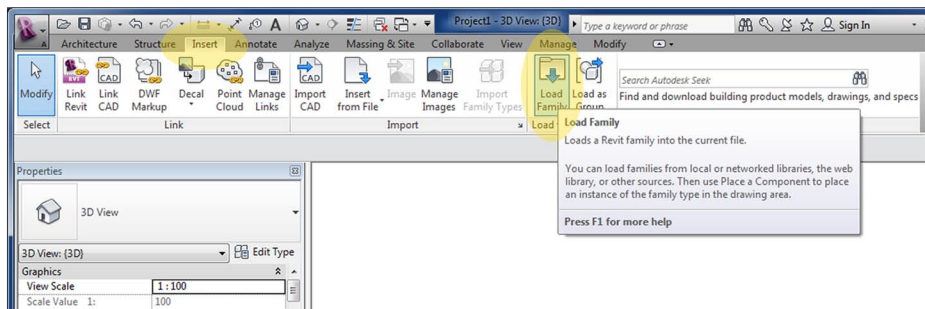 Project1 - 3D View: {3D}
Type a keyword or phrase
Sign In
Architecture Structure Insert Annotate Analyze Massing & Site Collaborate View Manage Modify
Modify
Link Revit
Link CAD
DWF Markup
Decal
Point Cloud
Manage Links
Import CAD
Insert from File
Image
Manage Images
Import Family Types
Load Family
Load as Group
Search Autodesk Seek
Find and download building product models, drawings, and specs
Select
Link
Import
Load
Load Family
Loads a Revit family into the current file.
You can load families from local or networked libraries, the web
library, or other sources. Then use Place a Component to place
an instance of the family type in the drawing area.
Press F1 for more help
Properties
3D View
3D View: {3D}
Edit Type
Graphics
View Scale 1 : 100
Scale Value 1: 100